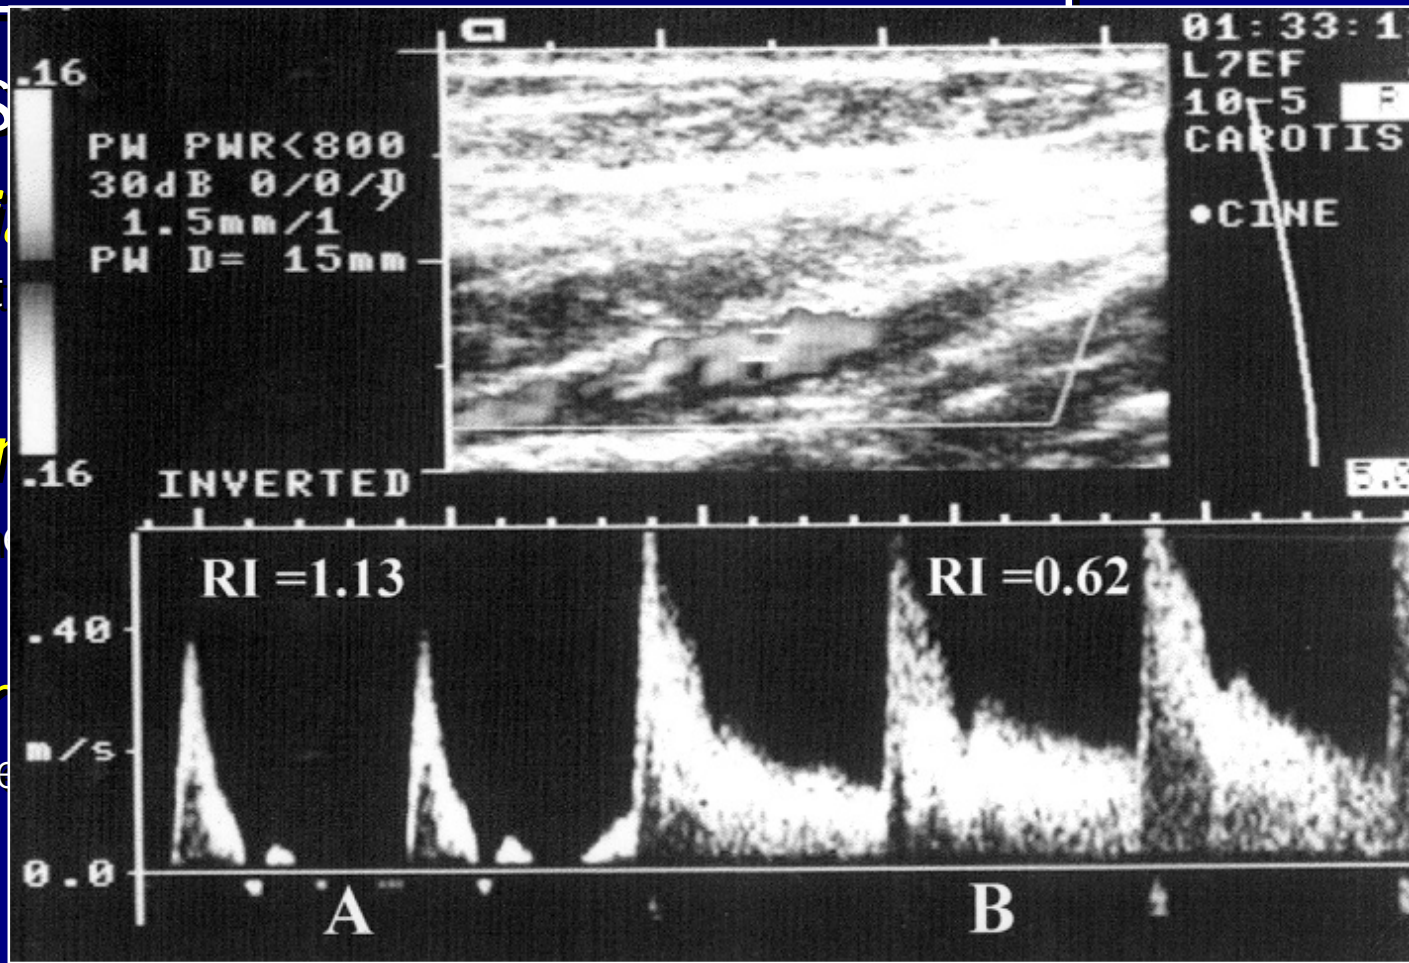 .16
01:33:1
L7EF
10-5
CAROTIS
CINE
PW PWR<800
30dB 0/0/D
1.5mm/1
PW D= 15mm
.16
INVERTED
RI =1.13
RI =0.62
.40
m/s
0.0
A
B